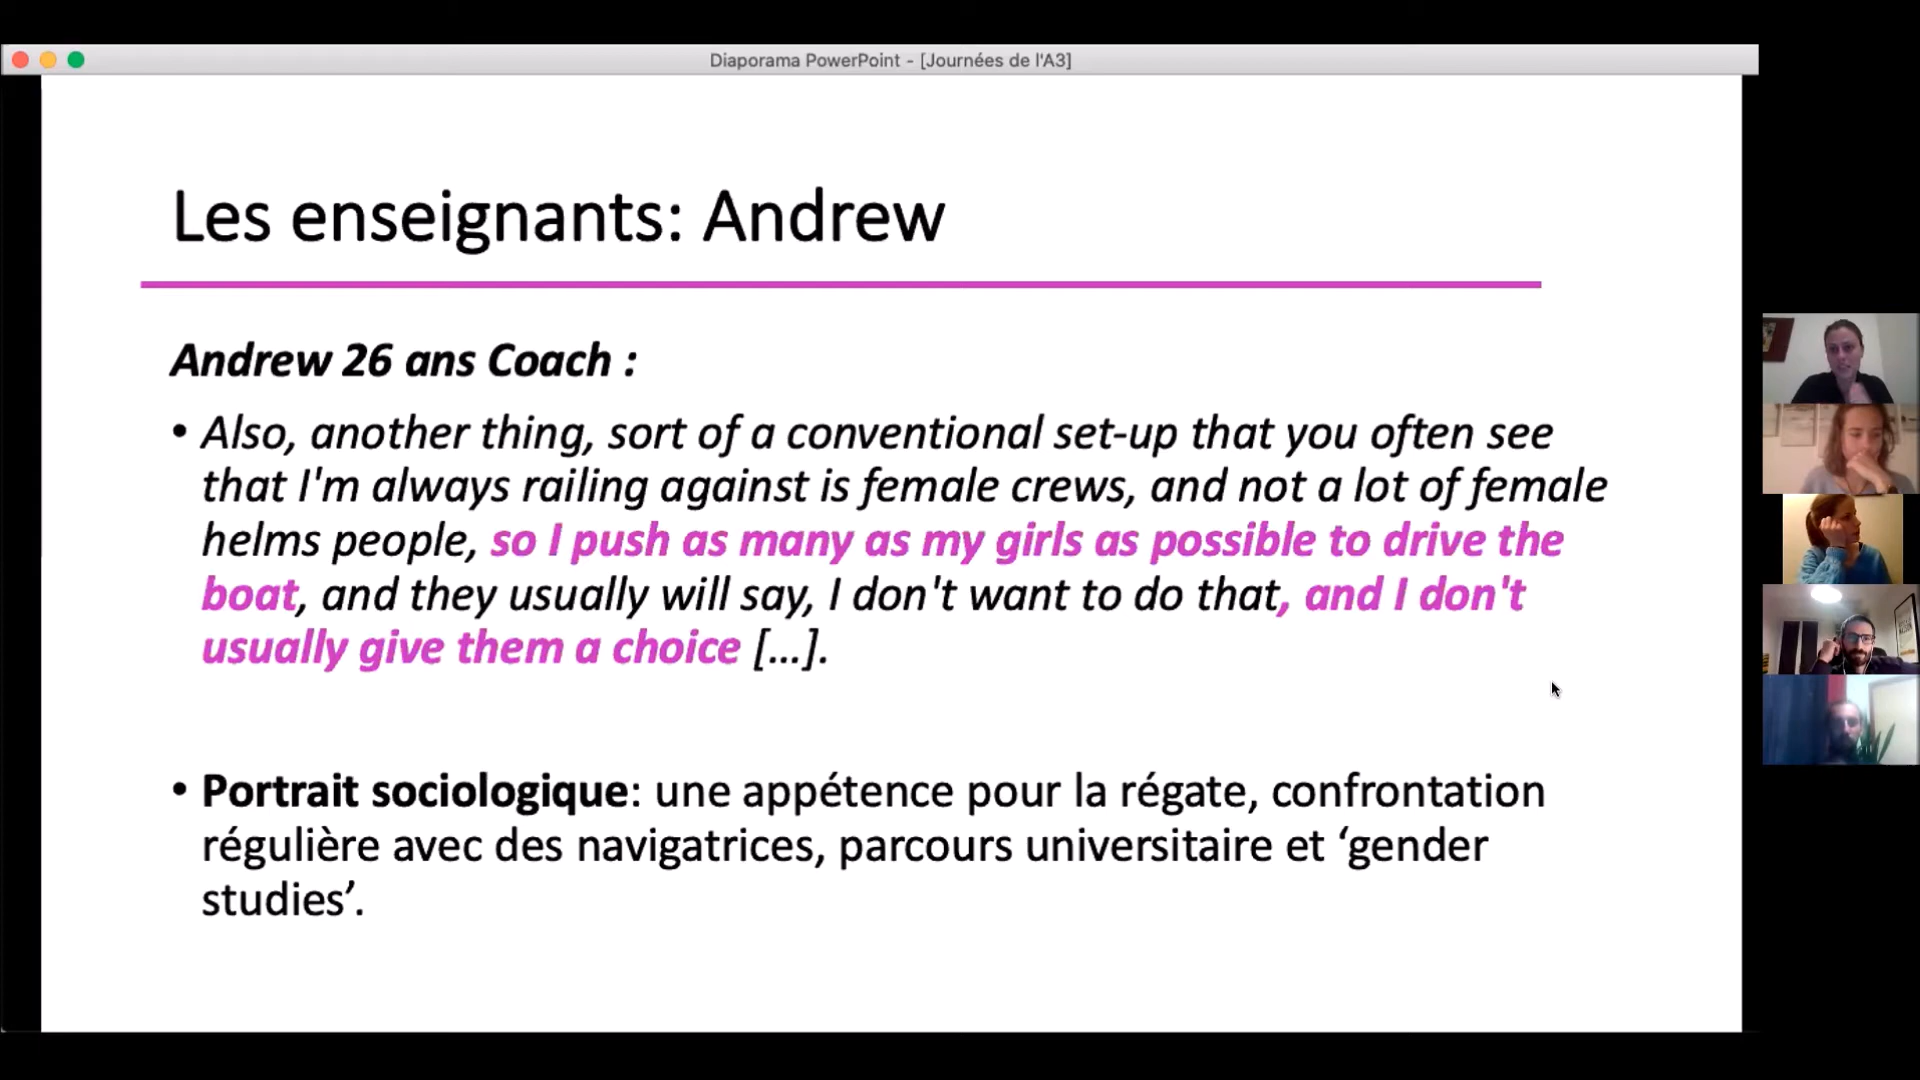 Diaporama PowerPoint - [Journées de l'A3]
Les enseignants: Andrew
Andrew 26 ans Coach :
• Also, another thing, sort of a conventional set-up that you often see
that I'm always railing against is female crews, and not a lot of female
helms people, so I push as many as my girls as possible to drive the
boat, and they usually will say, I don't want to do that, and I don't
usually give them a choice [...].
• Portrait sociologique: une appétence pour la régate, confrontation
régulière avec des navigatrices, parcours universitaire et ‘gender
studies’.